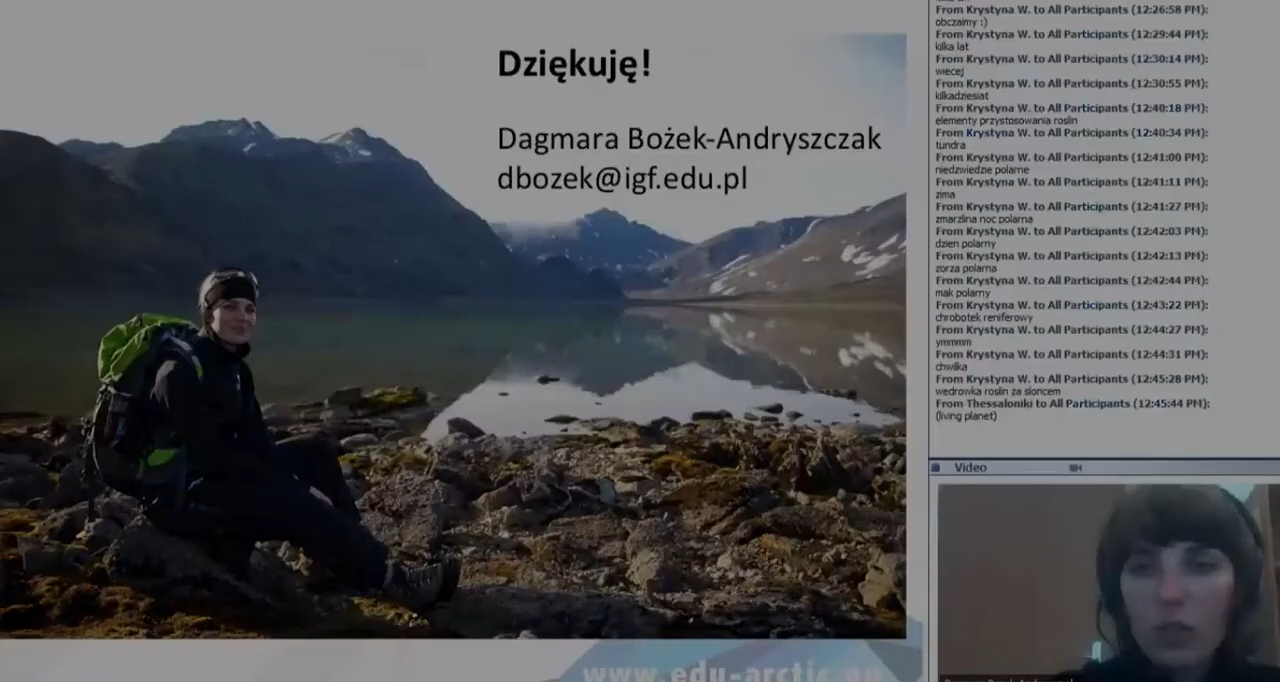 Dziękuję!
Dagmara Bożek-Andryszczak
dbozek@igf.edu.pl
www.edu-arctic.eu
From Krystyna W. to All Participants (12:26:58 PM):
obczaimy :)
From Krystyna W. to All Participants (12:29:44 PM):
kilka lat
From Krystyna W. to All Participants (12:30:14 PM):
wiecej
From Krystyna W. to All Participants (12:30:55 PM):
kilkadziesiat
From Krystyna W. to All Participants (12:40:18 PM):
elementy przystosowania roslin
From Krystyna W. to All Participants (12:40:34 PM):
tundra
From Krystyna W. to All Participants (12:41:00 PM):
niedzwiedzie polarne
From Krystyna W. to All Participants (12:41:11 PM):
zima
From Krystyna W. to All Participants (12:41:27 PM):
zmarzlina noc polarna
From Krystyna W. to All Participants (12:42:03 PM):
dzien polarny
From Krystyna W. to All Participants (12:42:13 PM):
zorza polarna
From Krystyna W. to All Participants (12:42:44 PM):
mak polarny
From Krystyna W. to All Participants (12:43:22 PM):
chrobotek reniferowy
From Krystyna W. to All Participants (12:44:27 PM):
ymmmm
From Krystyna W. to All Participants (12:44:31 PM):
chwilka
From Krystyna W. to All Participants (12:45:28 PM):
wedrowka roslin za sloncem
From Thessaloniki to All Participants (12:45:44 PM):
(living planet)
Video